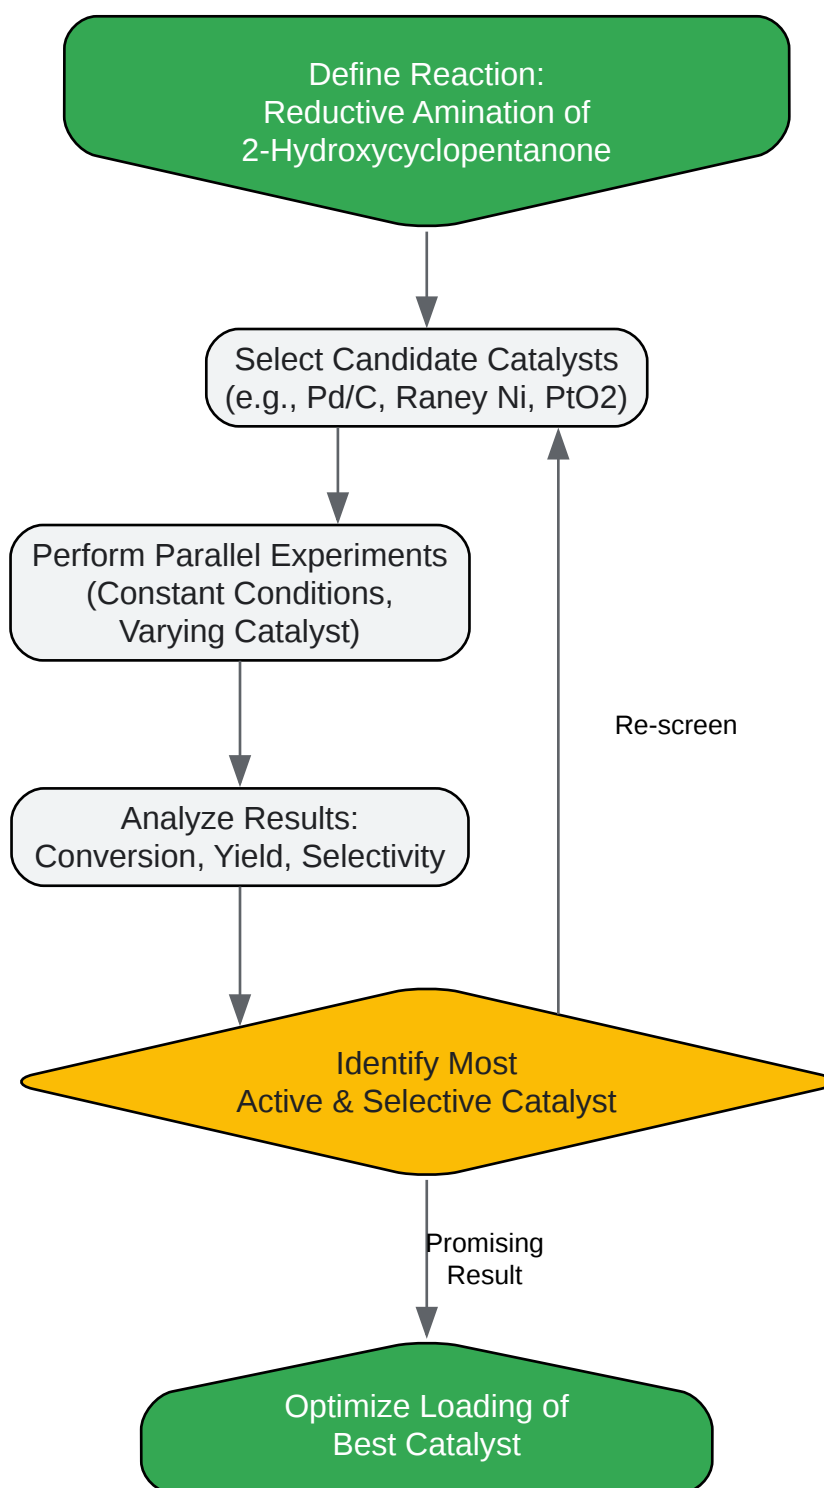 Define Reaction:
Reductive Amination of
2-Hydroxycyclopentanone
Select Candidate Catalysts
(e.g., Pd/C, Raney Ni, PtO2)
Perform Parallel Experiments
(Constant Conditions,
Varying Catalyst)
Re-screen
Analyze Results:
Conversion, Yield, Selectivity
Identify Most
Active & Selective Catalyst
Promising
Result
Optimize Loading of
Best Catalyst